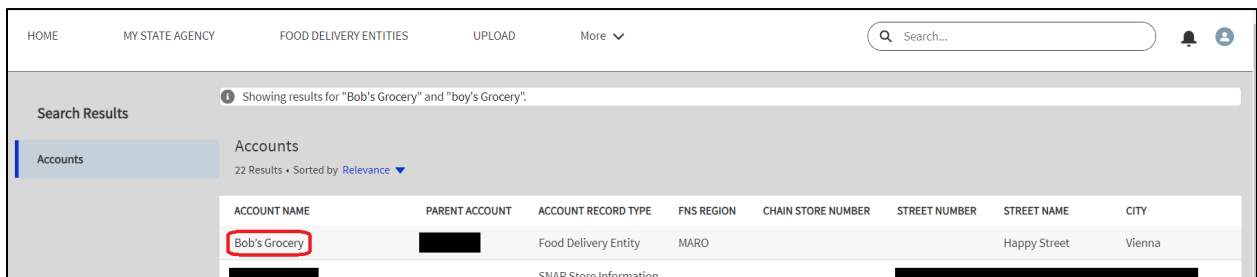 HOME MY STATE AGENCY FOOD DELIVERY ENTITIES UPLOAD More Search...
Showing results for "Bob's Grocery" and "boy's Grocery".
Search Results
Accounts
Accounts
22 Results • Sorted by Relevance
ACCOUNT NAME PARENT ACCOUNT ACCOUNT RECORD TYPE FNS REGION CHAIN STORE NUMBER STREET NUMBER STREET NAME CITY
Bob's Grocery Food Delivery Entity MARO Happy Street Vienna
SNAP Store Information